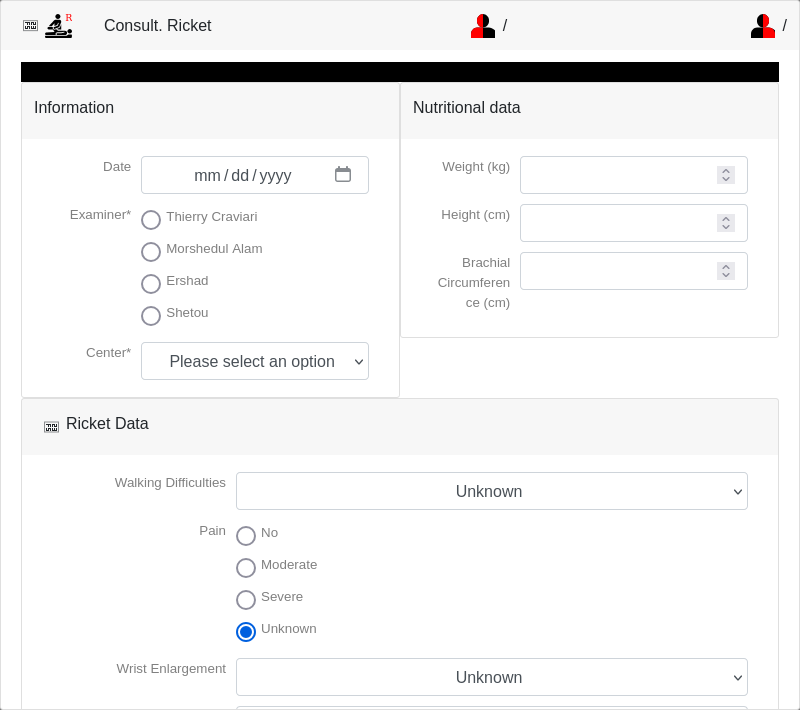 R
Consult. Ricket
/
/
Information
Nutritional data
Date
mm/dd/yyyy
Weight (kg)
Examiner*
Thierry Craviari
Morshedul Alam
Ershad
Shetou
Height (cm)
Brachial
Circumferen
ce (cm)
Center*
Please select an option
Ricket Data
Walking Difficulties
Unknown
Pain
No
Moderate
Severe
Unknown
Wrist Enlargement
Unknown